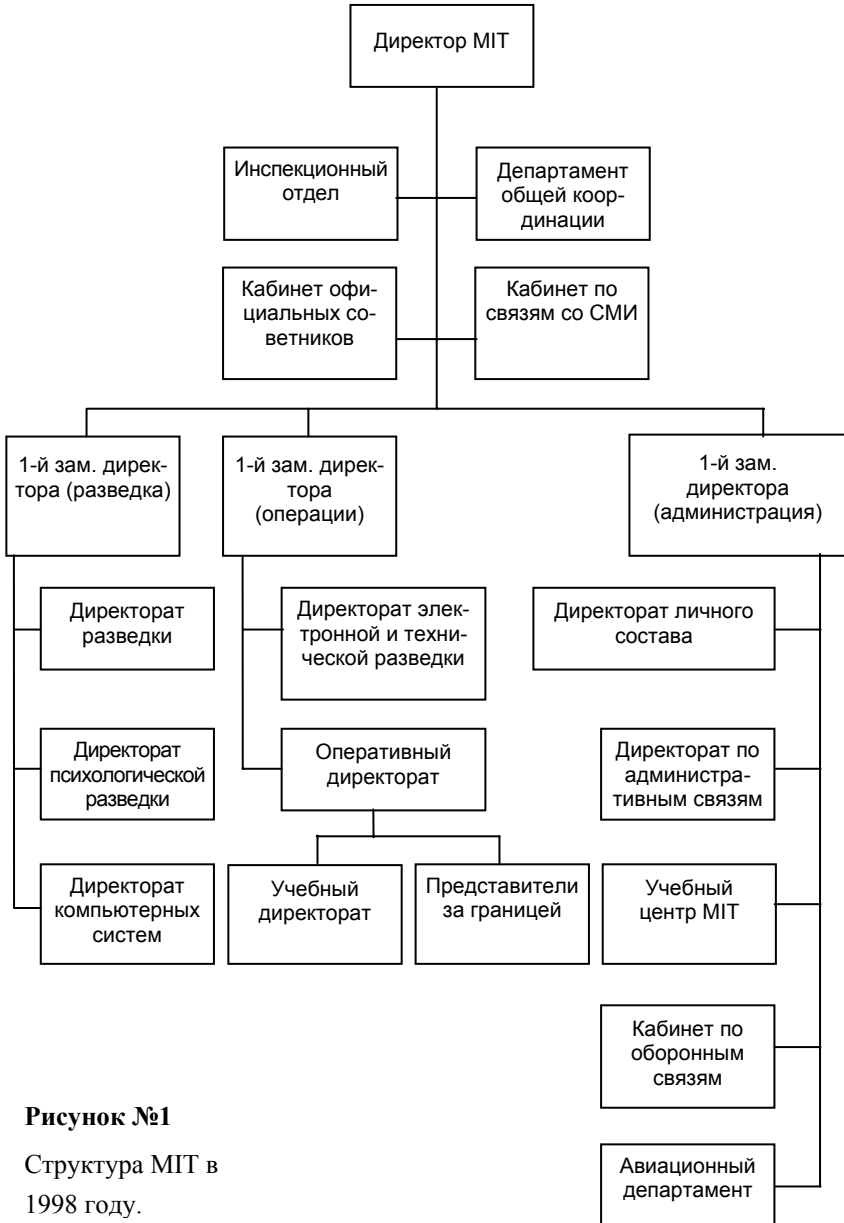 Директор MIT
Инспекционный
отдел
Департамент
общей коор-
динации
Кабинет офи-
циальных со-
ветников
Кабинет по
связям со СМИ
1-й зам. дирек-
тора (разведка)
1-й зам. дирек-
тора
(операции)
1-й зам.
директора
(администрация)
Директорат
разведки
Директорат элек-
тронной и техни-
ческой разведки
Директорат личного
состава
Директорат
психологической
разведки
Оперативный
директорат
Директорат по
администра-
тивным связям
Директорат
компьютерных
систем
Учебный
директорат
Представители
за границей
Учебный
центр MIT
Кабинет по
оборонным
связям
Авиационный
департамент
Рисунок №1
Структура MIT в
1998 году.